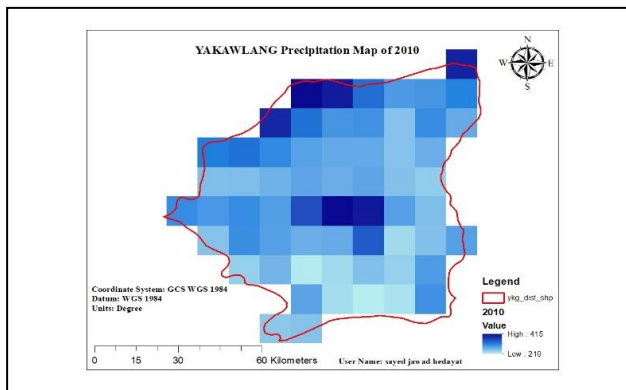 YAKAWLANG Precipitation Map of 2010
N
W E
S
Coordinate System: GCS WGS 1984
Datum: WGS 1984
Units: Degree
0 15 30 60 Kilometers
User Name: sayed jawad hedayat
Legend
ykg_dist_shp
2010
Value
High : 415
Low : 210